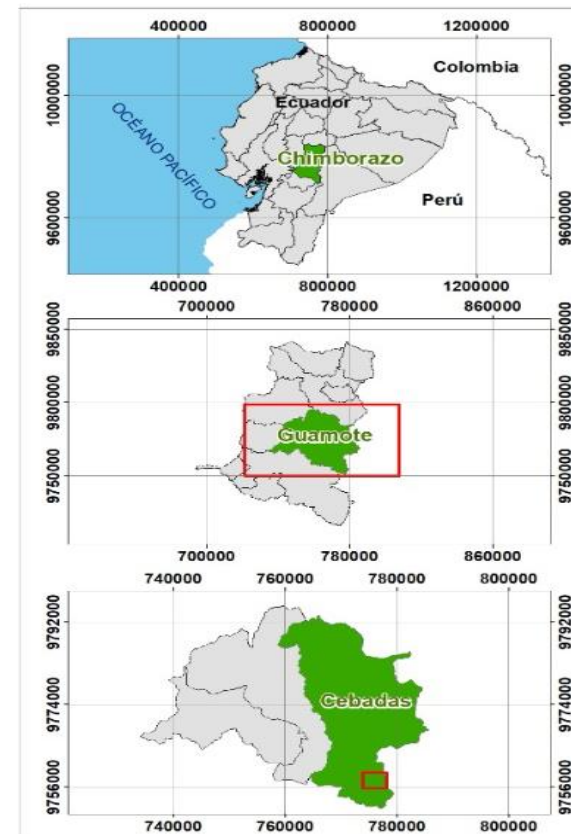 400000 800000 1200000
Colombia
10000000
Ecuador
OCÉANO PACÍFICO
Chimborazo
Perú
9600000
400000 800000 1200000
700000 780000 860000
9850000 9850000
9800000 9800000
Guamote
9750000 9750000
700000 780000 860000
740000 760000 780000 800000
9792000 9792000
Cebadas
9774000 9774000
9756000 9756000
740000 760000 780000 800000